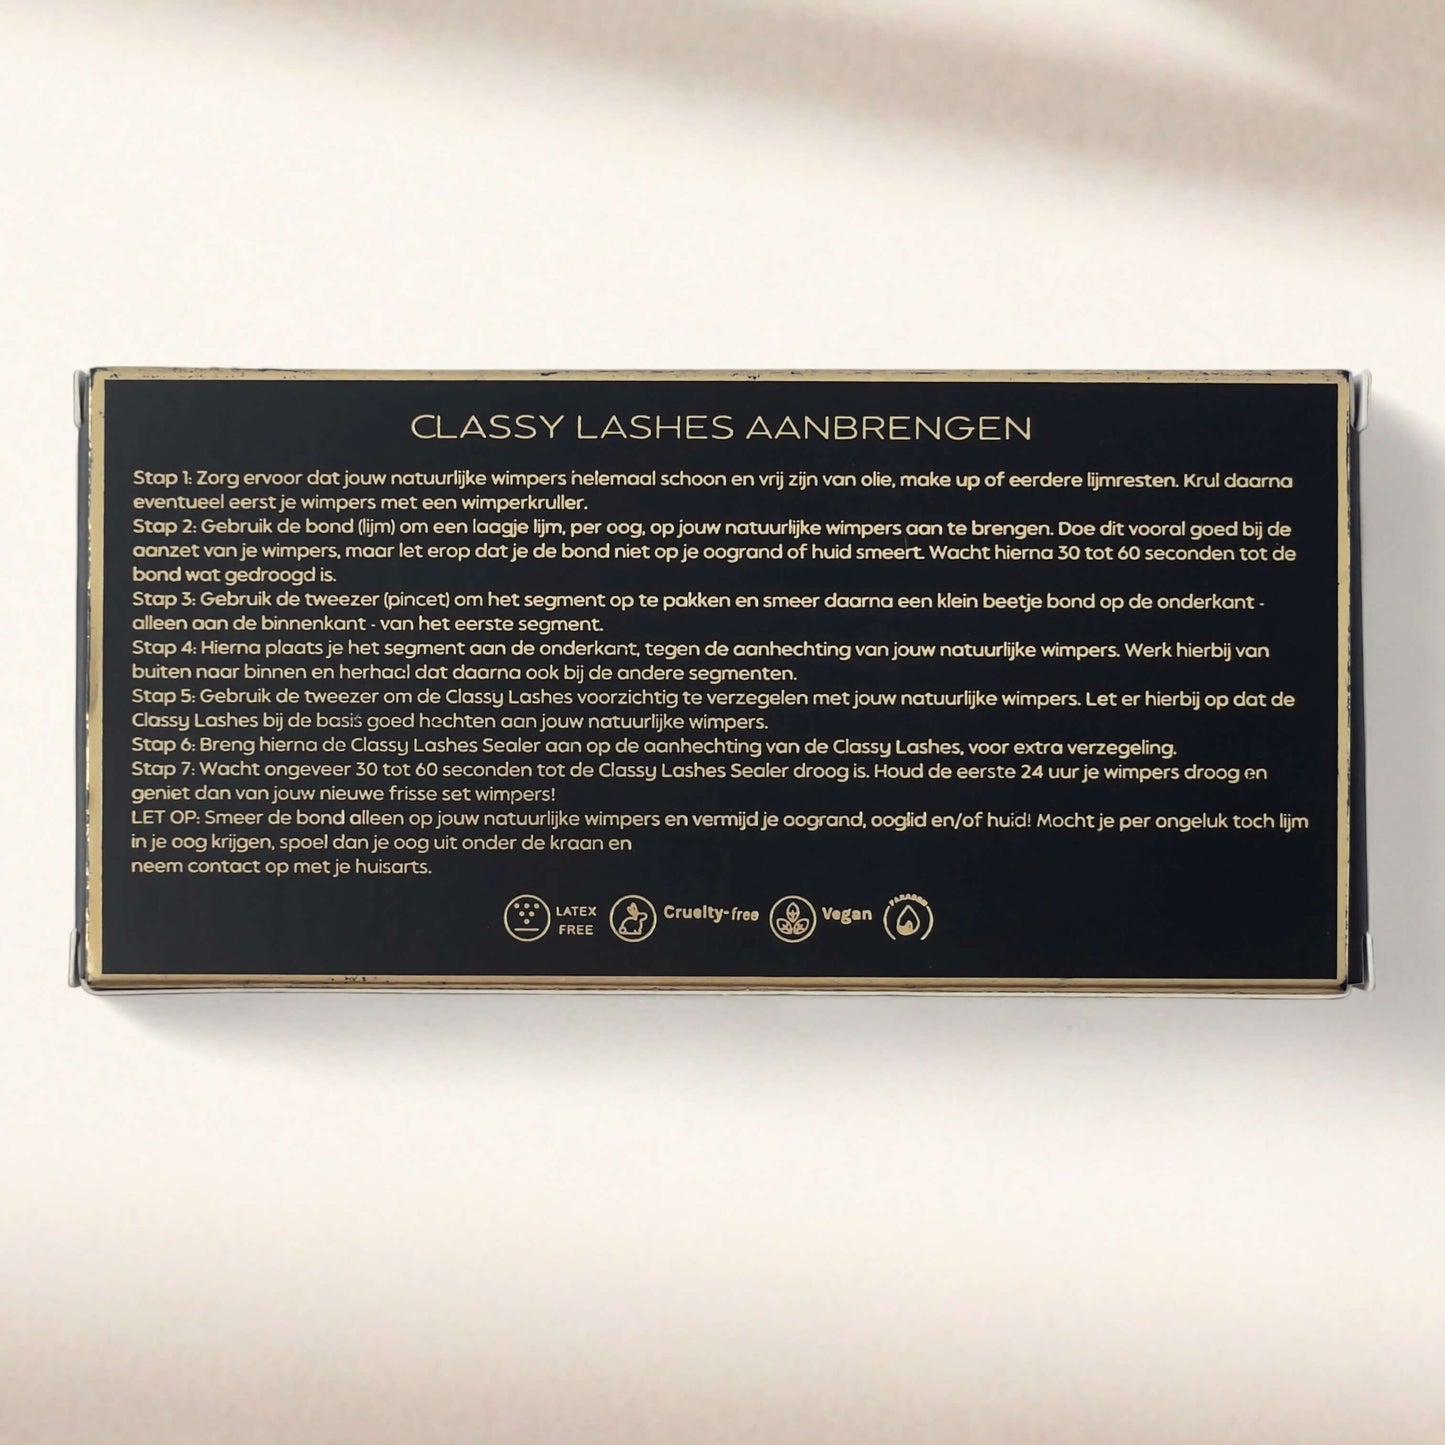 CLASSY LASHES AANBRENGEN
Stap 1: Zorg ervoor dat jouw natuurlijke wimpers helemaal schoon en vrij zijn van olie, make up of eerdere lijmresten. Krul daarna
eventueel eerst je wimpers met een wimperkruller.
Stap 2: Gebruik de bond (lijm) om een laagje lijm, per oog, op jouw natuurlijke wimpers aan te brengen. Doe dit vooral goed bij de
aanzet van je wimpers, maar let erop dat je de bond niet op je oogrand of huid smeert. Wacht hierna 30 tot 60 seconden tot de
bond wat gedroogd is.
Stap 3: Gebruik de tweezer (pincet) om het segment op te pakken en smeer daarna een klein beetje bond op de onderkant -
alleen aan de binnenkant - van het eerste segment.
Stap 4: Hierna plaats je het segment aan de onderkant, tegen de aanhechting van jouw natuurlijke wimpers. Werk hierbij van
buiten naar binnen en herhaal dat daarna ook bij de andere segmenten.
Stap 5: Gebruik de tweezer om de Classy Lashes voorzichtig te verzegelen met jouw natuurlijke wimpers. Let er hierbij op dat de
Classy Lashes bij de basis goed hechten aan jouw natuurlijke wimpers.
Stap 6: Breng hierna de Classy Lashes Sealer aan op de aanhechting van de Classy Lashes, voor extra verzegeling.
Stap 7: Wacht ongeveer 30 tot 60 seconden tot de Classy Lashes Sealer droog is. Houd de eerste 24 uur je wimpers droog en
geniet dan van jouw nieuwe frisse set wimpers!
LET OP: Smeer de bond alleen op jouw natuurlijke wimpers en vermijd je oogrand, ooglid en/of huid! Mocht je per ongeluk toch lijm
in je oog krijgen, spoel dan je oog uit onder de kraan en
neem contact op met je huisarts.
LATEX
FREE
Cruelty-free
Vegan